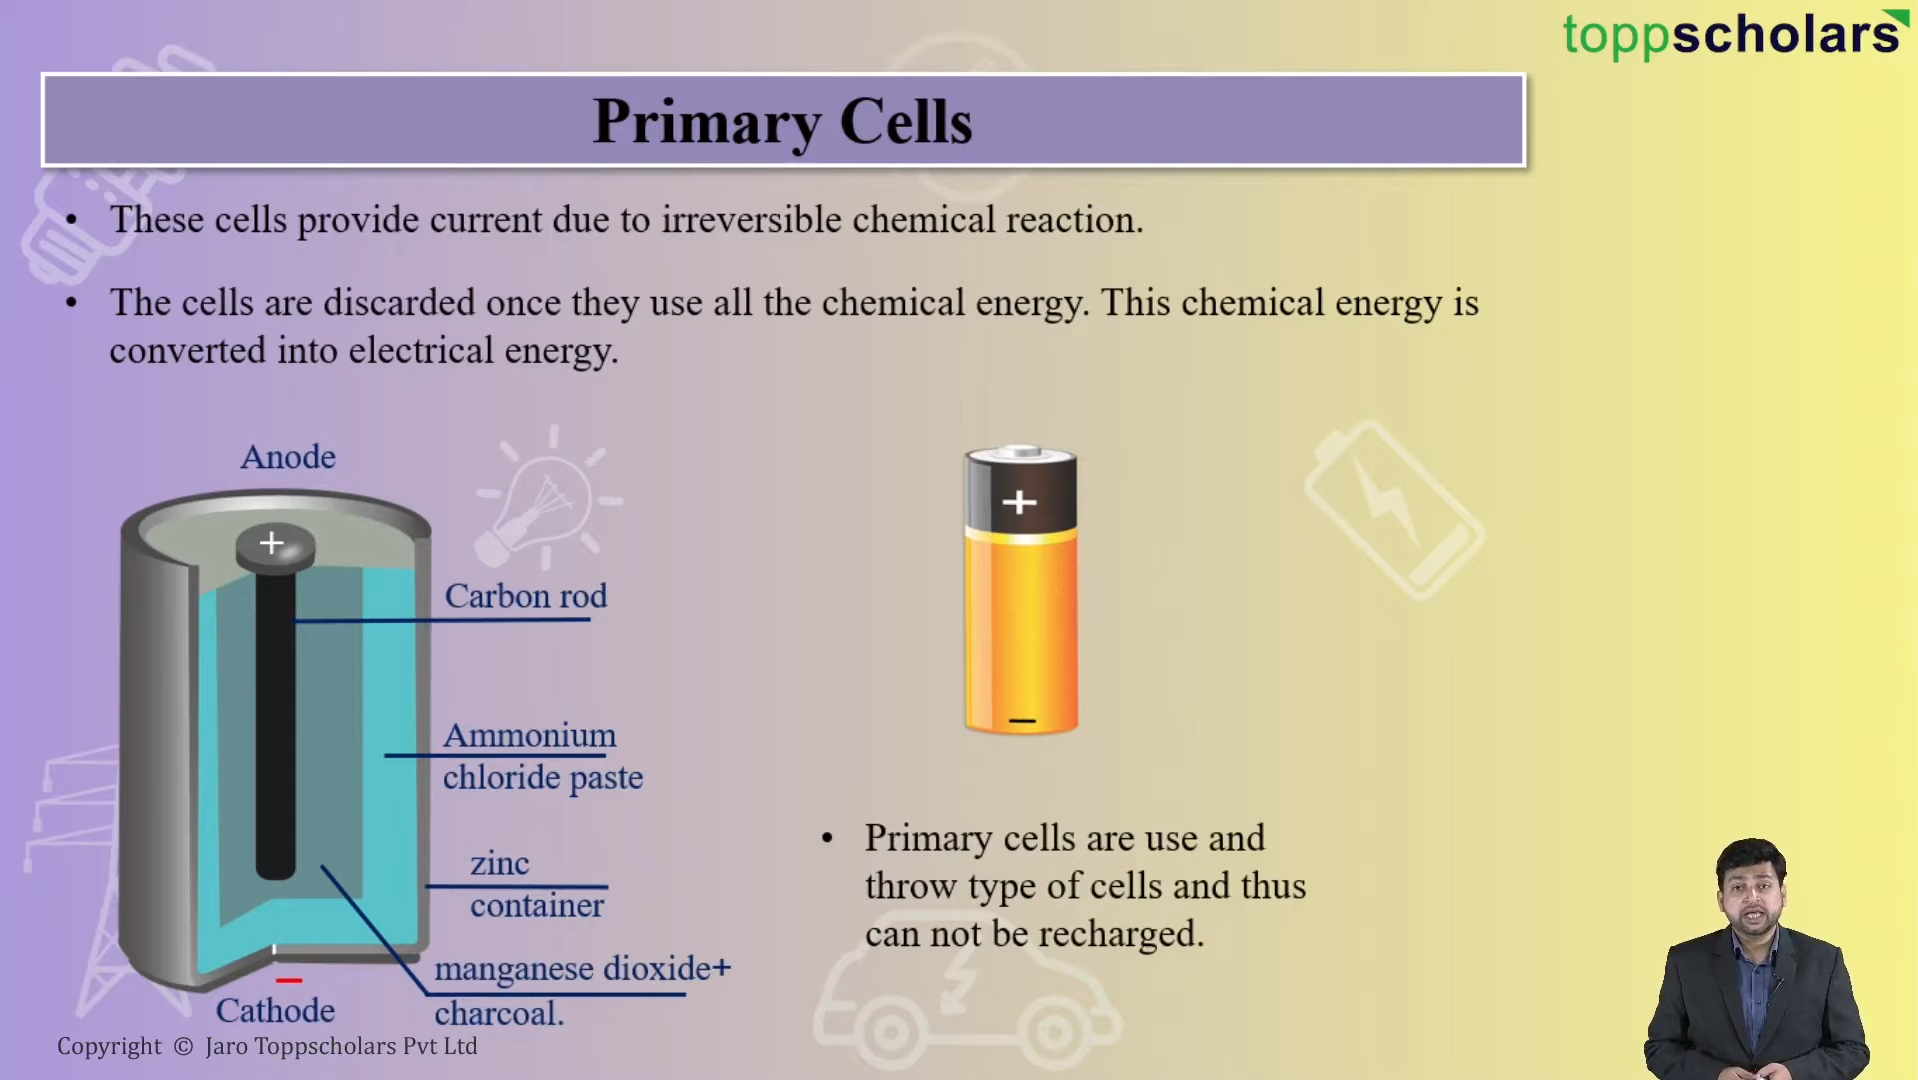 toppscholars
Primary Cells
• These cells provide current due to irreversible chemical reaction.
• The cells are discarded once they use all the chemical energy. This chemical energy is
converted into electrical energy.
Anode
+
Carbon rod
Ammonium
chloride paste
zinc
container
manganese dioxide+
charcoal.
–
Cathode
+
–
• Primary cells are use and
throw type of cells and thus
can not be recharged.
Copyright © Jaro Toppscholars Pvt Ltd